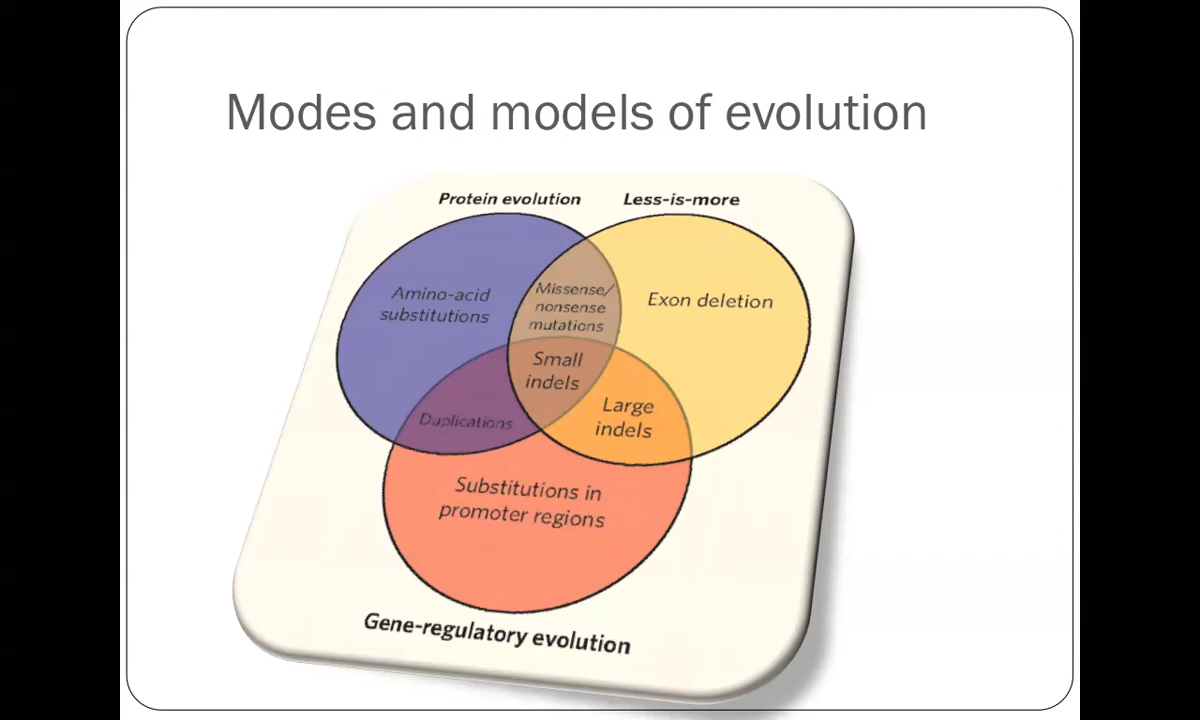 Modes and models of evolution
Protein evolution
Less-is-more
Amino-acid
substitutions
Missense/
nonsense
mutations
Exon deletion
Small
indels
Duplications
Large
indels
Substitutions in
promoter regions
Gene-regulatory evolution